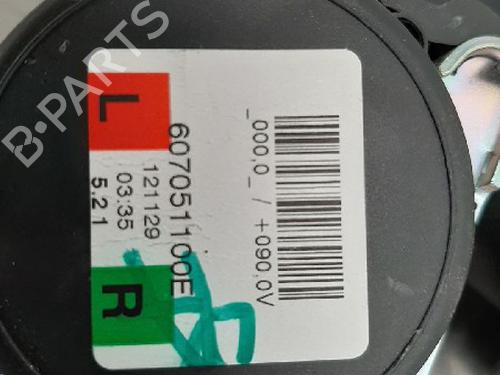 _000,0_ / +090,0V
607051100E
L 121129 R
03:35
5.21
B-PARTS